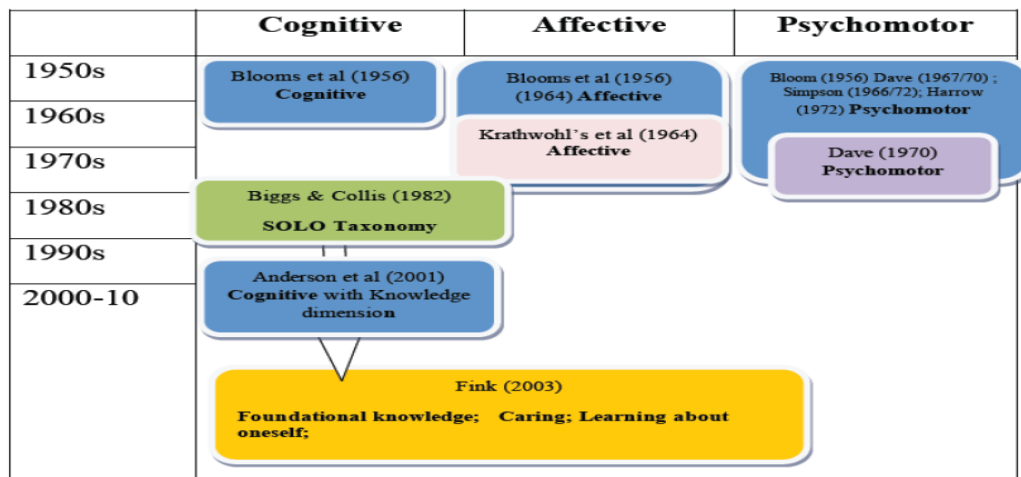 Cognitive Affective Psychomotor
1950s
1960s
1970s
1980s
1990s
2000-10
Blooms et al (1956)
Cognitive
Blooms et al (1956)
(1964) Affective
Krathwohl's et al (1964)
Affective
Bloom (1956) Dave (1967/70) ;
Simpson (1966/72); Harrow
(1972) Psychomotor
Dave (1970)
Psychomotor
Biggs & Collis (1982)
SOLO Taxonomy
Anderson et al (2001)
Cognitive with Knowledge
dimension
Fink (2003)
Foundational knowledge; Caring; Learning about
oneself;